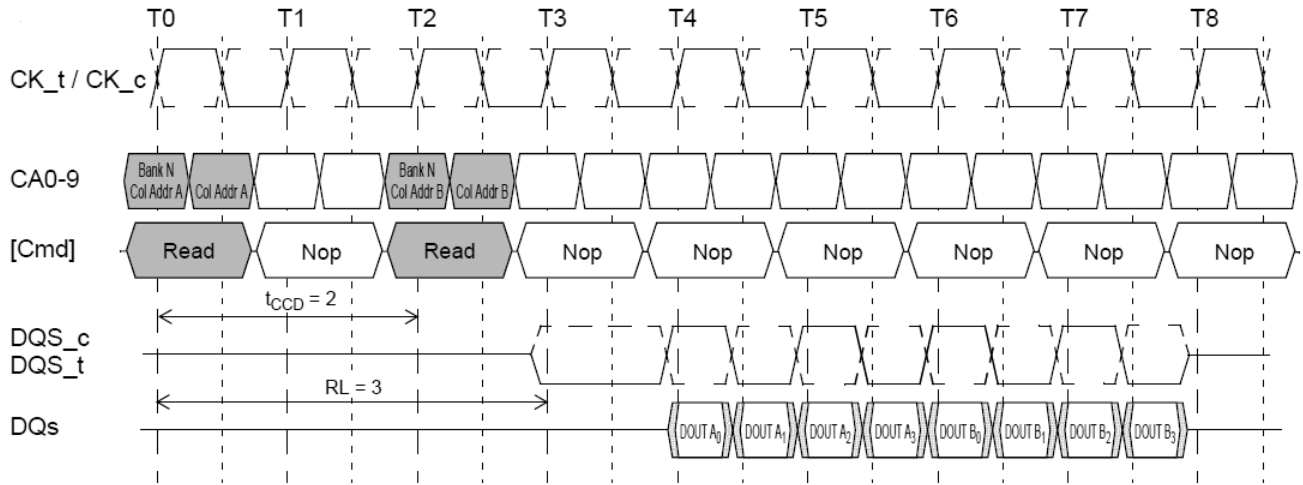 T0 T1 T2 T3 T4 T5 T6 T7 T8
CK_t / CK_c
CA0-9
Bank N
Col Addr A
Col Addr A
Bank N
Col Addr B
Col Addr B
[Cmd]
Read Nop Read Nop Nop Nop Nop Nop Nop
tCCD = 2
DQS_c
DQS_t
RL = 3
DQs
DOUT A0 DOUT A1 DOUT A2 DOUT A3 DOUT B0 DOUT B1 DOUT B2 DOUT B3